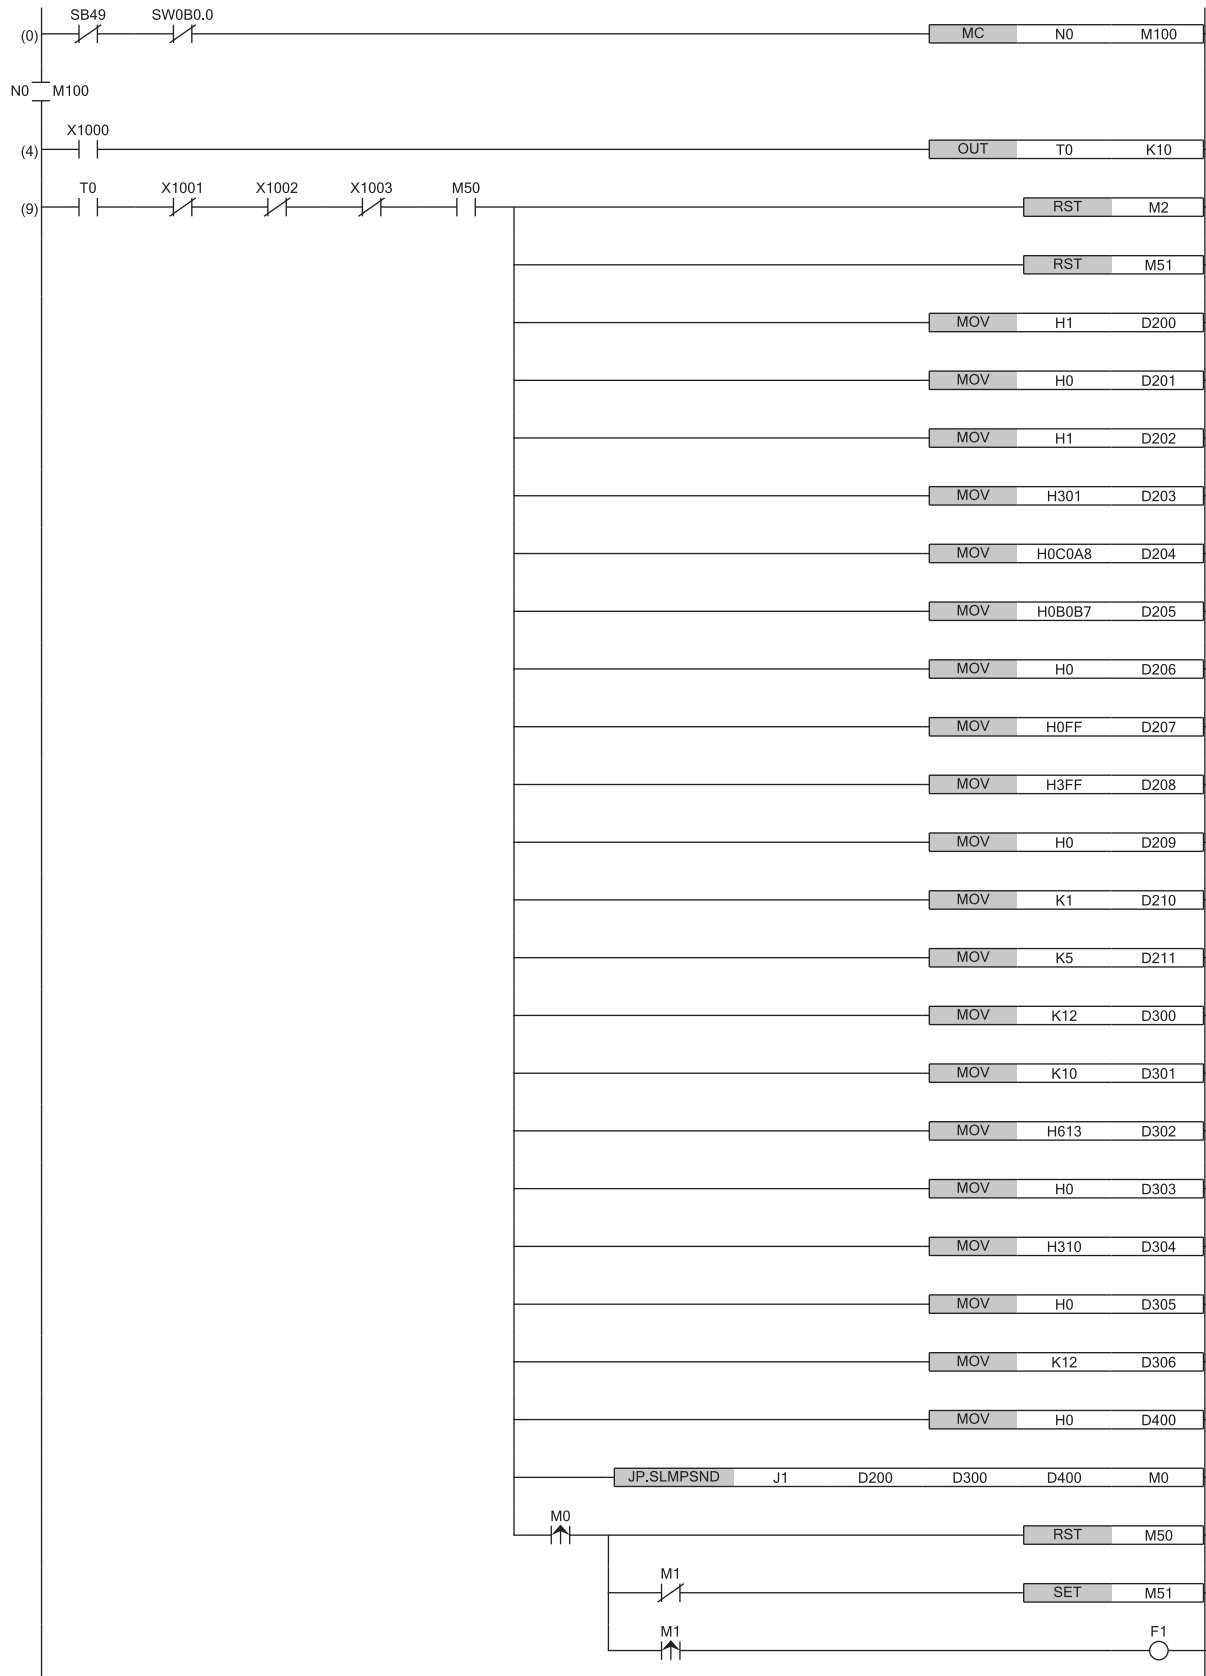 SB49 SW0B0.0
(0) MC N0 M100
N0 M100
X1000
(4) OUT T0 K10
T0 X1001 X1002 X1003 M50
(9) RST M2
RST M51
MOV H1 D200
MOV H0 D201
MOV H1 D202
MOV H301 D203
MOV H0C0A8 D204
MOV H0B0B7 D205
MOV H0 D206
MOV H0FF D207
MOV H3FF D208
MOV H0 D209
MOV K1 D210
MOV K5 D211
MOV K12 D300
MOV K10 D301
MOV H613 D302
MOV H0 D303
MOV H310 D304
MOV H0 D305
MOV K12 D306
MOV H0 D400
JP.SLMPSND J1 D200 D300 D400 M0
M0
RST M50
M1
SET M51
M1 F1